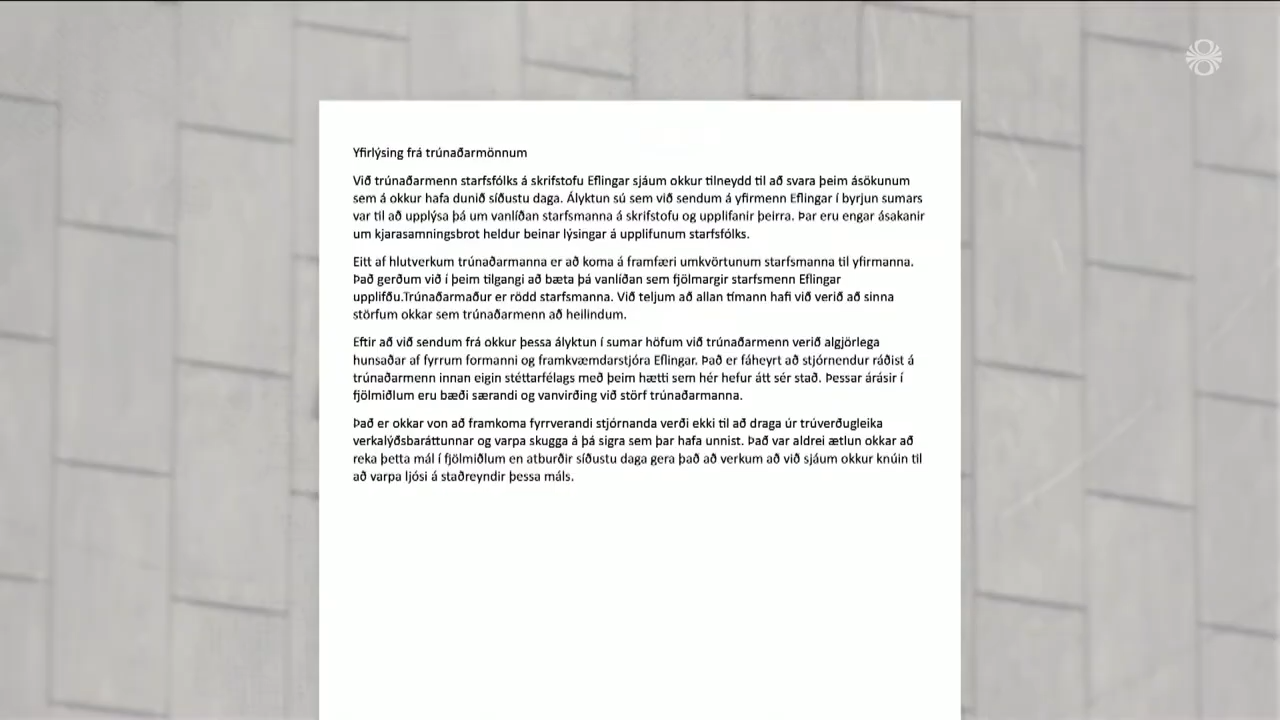 Yfirlýsing frá trúnaðarmönnum
Við trúnaðarmenn starfsfólks á skrifstofu Eflingar sjáum okkur tilneydd til að svara þeim ásökunum
sem á okkur hafa dunið síðustu daga. Ályktun sú sem við sendum á yfirmenn Eflingar í byrjun sumars
var til að upplýsa þá um vanlíðan starfsmanna á skrifstofu og upplifanir þeirra. Þar eru engar ásakanir
um kjarasamningsbrot heldur beinar lýsingar á upplifunum starfsfólks.
Eitt af hlutverkum trúnaðarmanna er að koma á framfæri umkvörtunum starfsmanna til yfirmanna.
Það gerðum við í þeim tilgangi að bæta þá vanlíðan sem fjölmargir starfsmenn Eflingar
upplifðu.Trúnaðarmaður er rödd starfsmanna. Við teljum að allan tímann hafi við verið að sinna
störfum okkar sem trúnaðarmenn að heilindum.
Eftir að við sendum frá okkur þessa ályktun í sumar höfum við trúnaðarmenn verið algjörlega
hunsaðar af fyrrum formanni og framkvæmdarstjóra Eflingar. Það er fáheyrt að stjórnendur ráðist á
trúnaðarmenn innan eigin stéttarfélags með þeim hætti sem hér hefur átt sér stað. Þessar árásir í
fjölmiðlum eru bæði særandi og vanvirðing við störf trúnaðarmanna.
Það er okkar von að framkoma fyrrverandi stjórnanda verði ekki til að draga úr trúverðugleika
verkalýðsbaráttunnar og varpa skugga á þá sigra sem þar hafa unnist. Það var aldrei ætlun okkar að
reka þetta mál í fjölmiðlum en atburðir síðustu daga gera það að verkum að við sjáum okkur knúin til
að varpa ljósi á staðreyndir þessa máls.